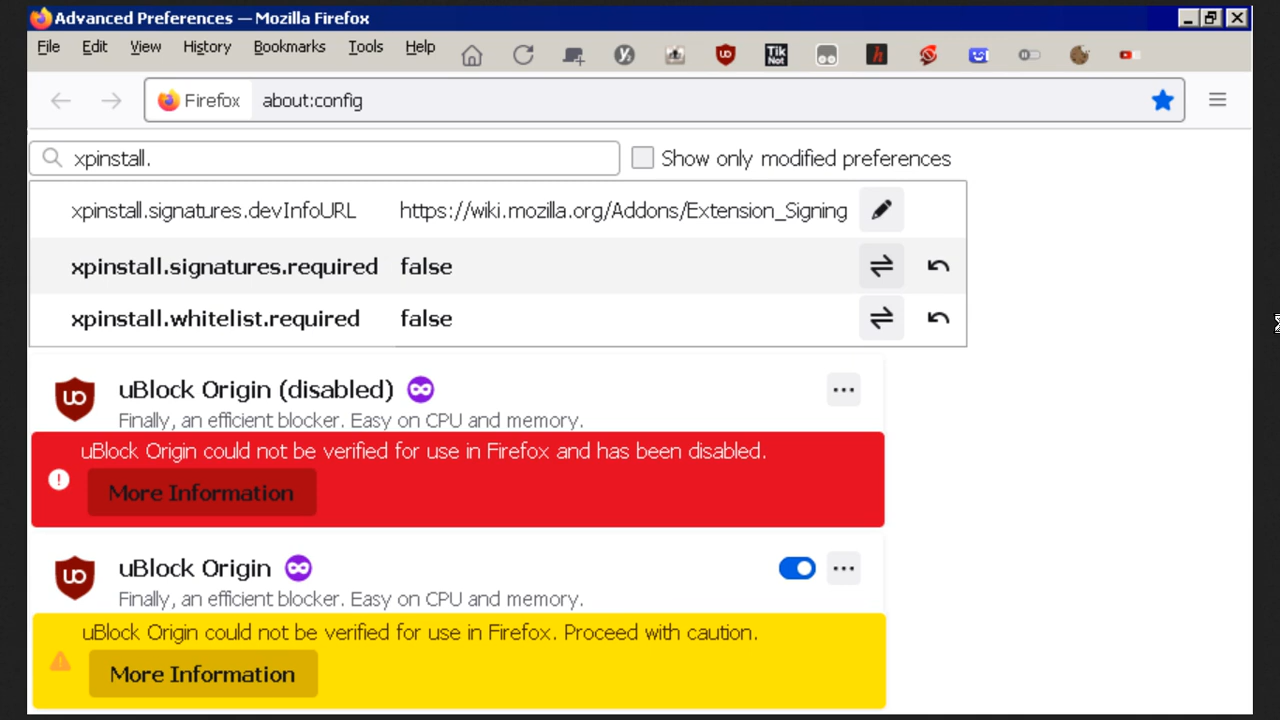 Advanced Preferences — Mozilla Firefox
File Edit View History Bookmarks Tools Help
Tik
Not
Firefox about:config
xpinstall.
Show only modified preferences
xpinstall.signatures.devInfoURL https://wiki.mozilla.org/Addons/Extension_Signing
xpinstall.signatures.required false
xpinstall.whitelist.required false
uBlock Origin (disabled)
Finally, an efficient blocker. Easy on CPU and memory.
uBlock Origin could not be verified for use in Firefox and has been disabled.
More Information
uBlock Origin
Finally, an efficient blocker. Easy on CPU and memory.
uBlock Origin could not be verified for use in Firefox. Proceed with caution.
More Information